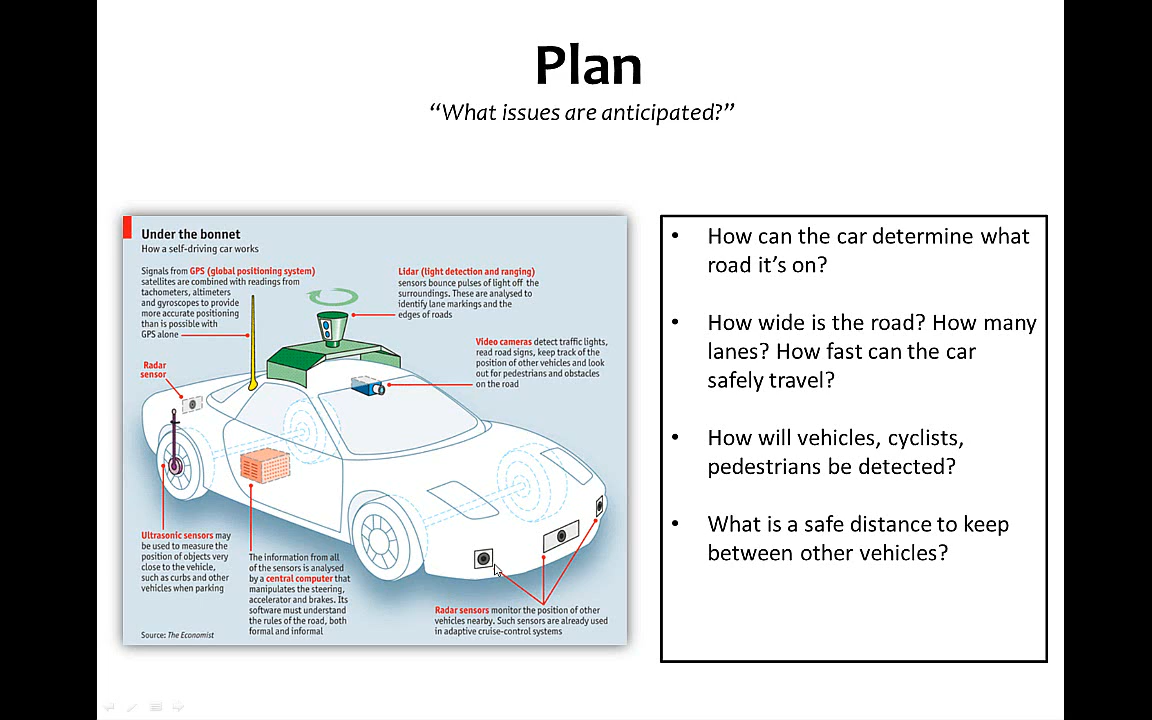 Plan
“What issues are anticipated?”
Under the bonnet
How a self-driving car works
Signals from GPS (global positioning system)
satellites are combined with readings from
tachometers, altimeters
and gyroscopes to provide
more accurate positioning
than is possible with
GPS alone
Lidar (light detection and ranging)
sensors bounce pulses of light off the
surroundings. These are analysed to
identify lane markings and the
edges of roads
Video cameras detect traffic lights,
read road signs, keep track of the
position of other vehicles and look
out for pedestrians and obstacles
on the road
Radar
sensor
Ultrasonic sensors may
be used to measure the
position of objects very
close to the vehicle,
such as curbs and other
vehicles when parking
The information from all
of the sensors is analysed
by a central computer that
manipulates the steering,
accelerator and brakes. Its
software must understand
the rules of the road, both
formal and informal
Radar sensors monitor the position of other
vehicles nearby. Such sensors are already used
in adaptive cruise-control systems
Source: The Economist
• How can the car determine what
road it’s on?
• How wide is the road? How many
lanes? How fast can the car
safely travel?
• How will vehicles, cyclists,
pedestrians be detected?
• What is a safe distance to keep
between other vehicles?